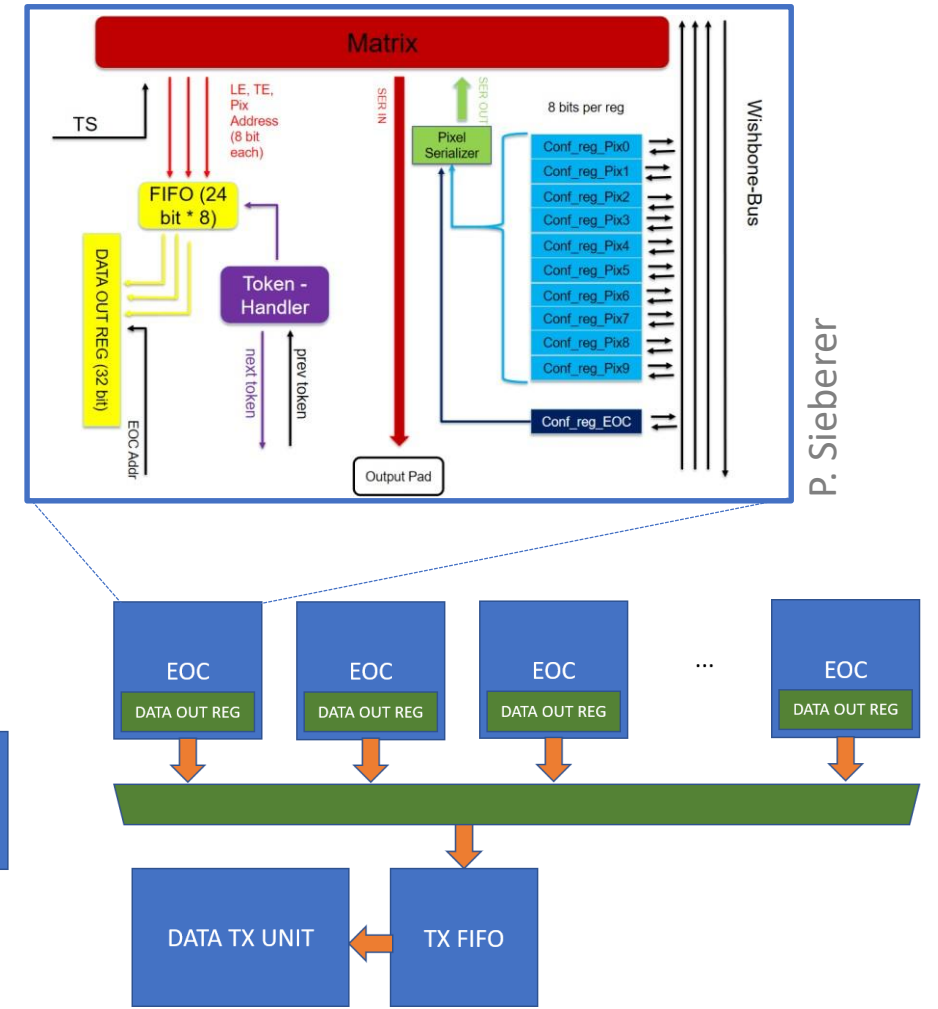 Matrix
TS
LE, TE,
Pix
Address
(8 bit
each)
SER IN
SER OUT
8 bits per reg
Pixel
Serializer
Conf_reg_Pix0
Conf_reg_Pix1
Conf_reg_Pix2
Conf_reg_Pix3
Conf_reg_Pix4
Conf_reg_Pix5
Conf_reg_Pix6
Conf_reg_Pix7
Conf_reg_Pix8
Conf_reg_Pix9
Conf_reg_EOC
Wishbone-Bus
FIFO (24
bit * 8)
DATA OUT REG (32 bit)
Token -
Handler
next token
prev token
EOC Addr
Output Pad
P. Sieberer
EOC
DATA OUT REG
EOC
DATA OUT REG
EOC
DATA OUT REG
...
EOC
DATA OUT REG
DATA TX UNIT
TX FIFO